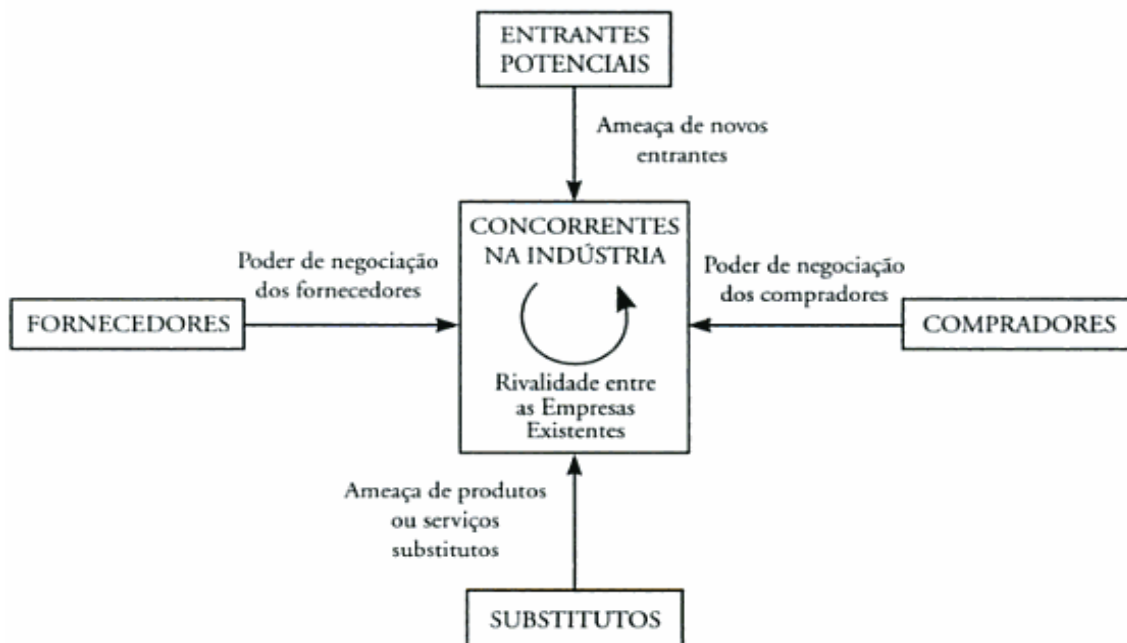 ENTRANTES
POTENCIAIS
Ameaça de novos
entrantes
CONCORRENTES
NA INDÚSTRIA
Poder de negociação
dos fornecedores
Poder de negociação
dos compradores
FORNECEDORES
COMPRADORES
Rivalidade entre
as Empresas
Existentes
Ameaça de produtos
ou serviços
substitutos
SUBSTITUTOS